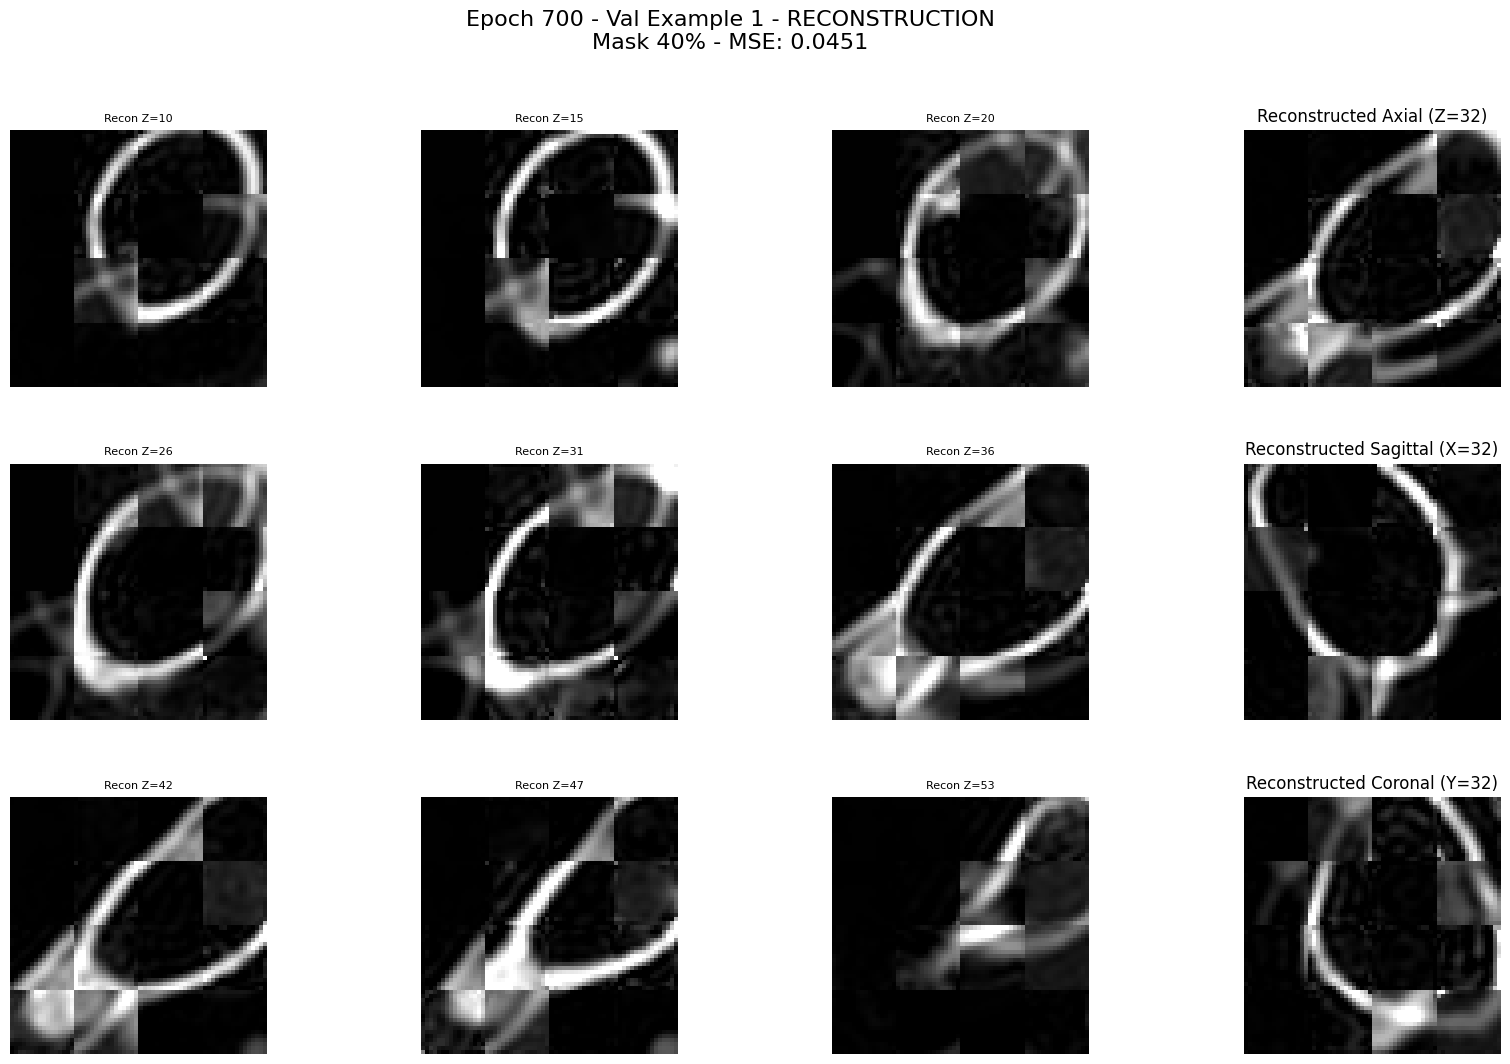 Epoch 700 - Val Example 1 - RECONSTRUCTION
Mask 40% - MSE: 0.0451
Recon Z=10
Recon Z=15
Recon Z=20
Reconstructed Axial (Z=32)
Recon Z=26
Recon Z=31
Recon Z=36
Reconstructed Sagittal (X=32)
Recon Z=42
Recon Z=47
Recon Z=53
Reconstructed Coronal (Y=32)